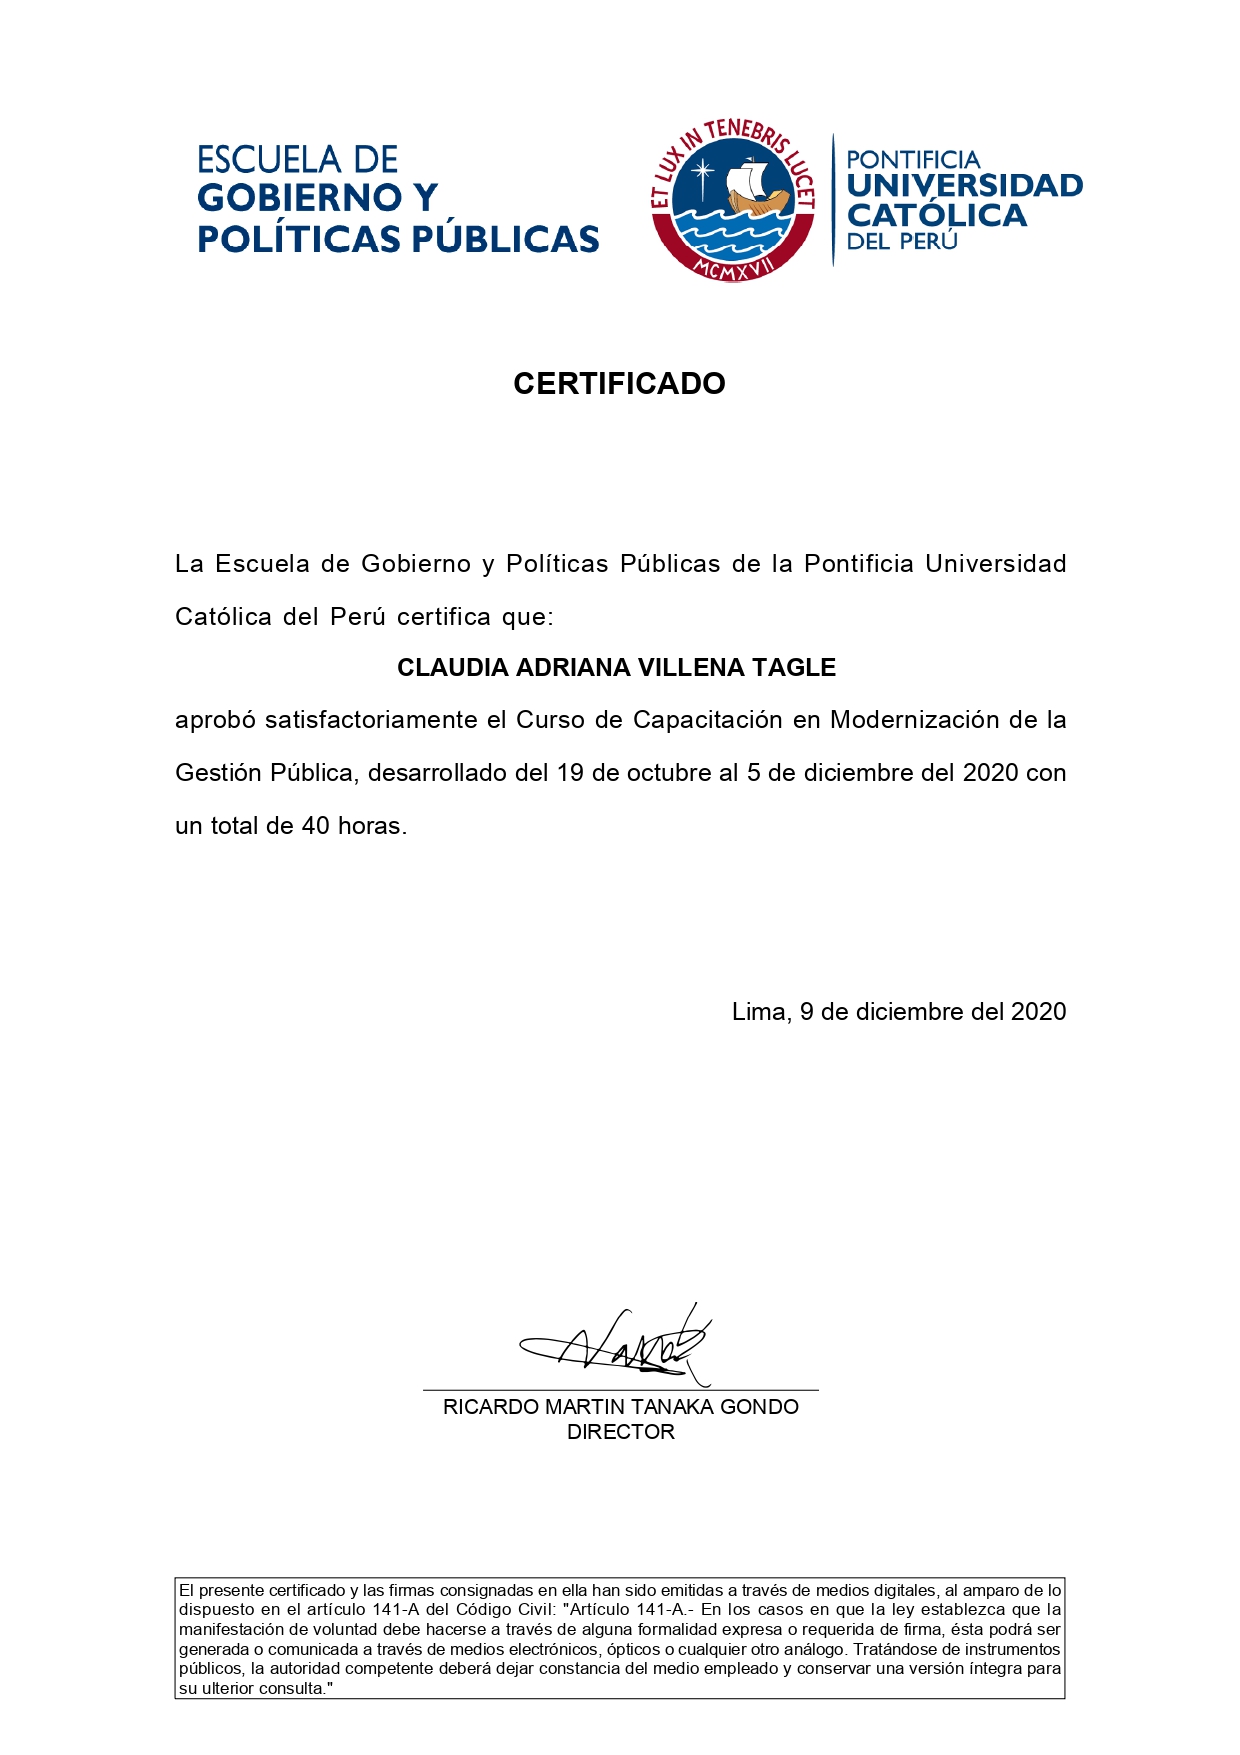 ESCUELA DE
GOBIERNO Y
POLÍTICAS PÚBLICAS
ET LUX IN TENEBRIS LUCET
MCMXVII
PONTIFICIA
UNIVERSIDAD
CATÓLICA
DEL PERÚ
CERTIFICADO
La Escuela de Gobierno y Políticas Públicas de la Pontificia Universidad
Católica del Perú certifica que:
CLAUDIA ADRIANA VILLENA TAGLE
aprobó satisfactoriamente el Curso de Capacitación en Modernización de la
Gestión Pública, desarrollado del 19 de octubre al 5 de diciembre del 2020 con
un total de 40 horas.
Lima, 9 de diciembre del 2020
RICARDO MARTIN TANAKA GONDO
DIRECTOR
El presente certificado y las firmas consignadas en ella han sido emitidas a través de medios digitales, al amparo de lo
dispuesto en el artículo 141-A del Código Civil: "Artículo 141-A.- En los casos en que la ley establezca que la
manifestación de voluntad debe hacerse a través de alguna formalidad expresa o requerida de firma, ésta podrá ser
generada o comunicada a través de medios electrónicos, ópticos o cualquier otro análogo. Tratándose de instrumentos
públicos, la autoridad competente deberá dejar constancia del medio empleado y conservar una versión íntegra para
su ulterior consulta."